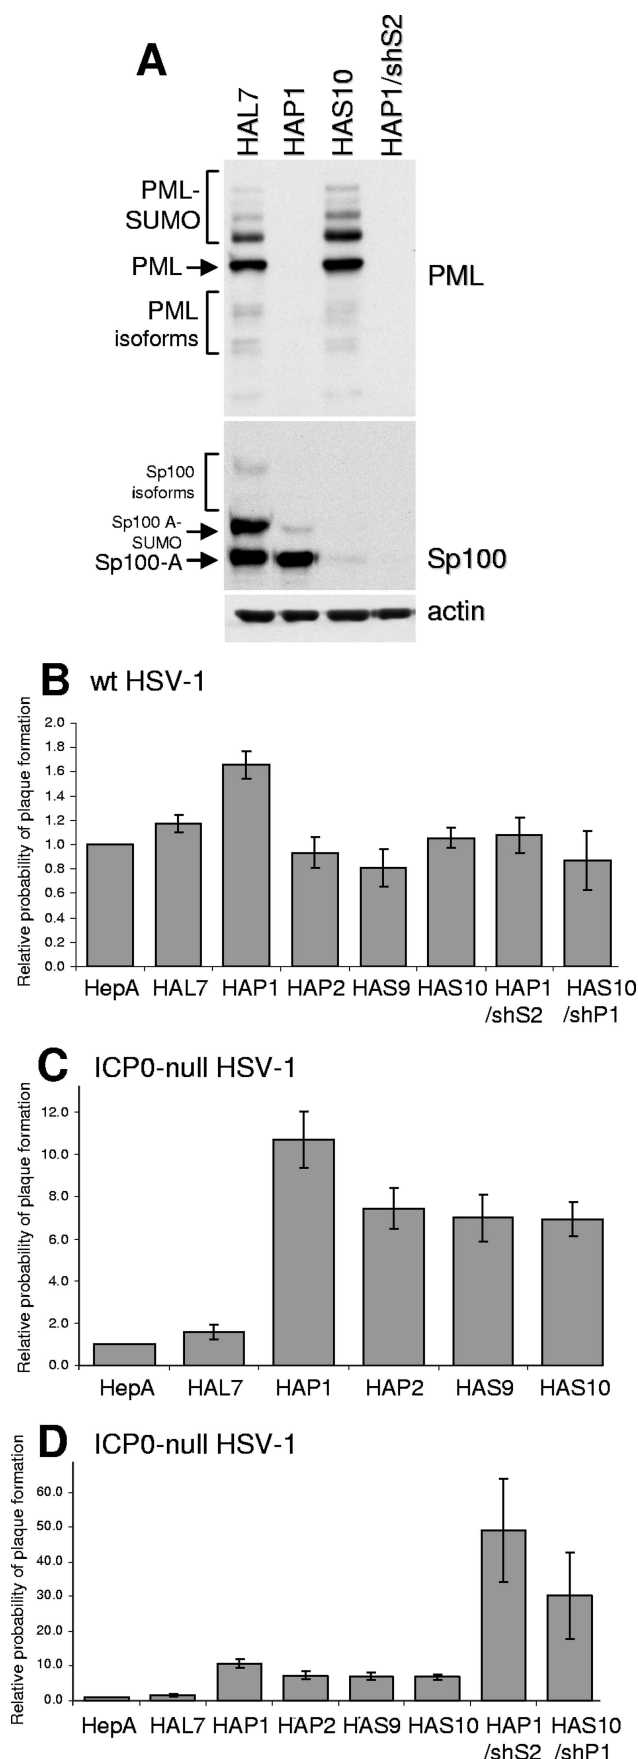 A
HAL7
HAP1
HAS10
HAP1/shS2
PML-
SUMO
PML
PML
isoforms
PML
Sp100
isoforms
Sp100 A-
SUMO
Sp100-A
Sp100
actin
B wt HSV-1
Relative probability of plaque formation
2.0
1.8
1.6
1.4
1.2
1.0
0.8
0.6
0.4
0.2
0.0
HepA HAL7 HAP1 HAP2 HAS9 HAS10 HAP1 HAS10
/shS2 /shP1
C ICP0-null HSV-1
Relative probability of plaque formation
12.0
10.0
8.0
6.0
4.0
2.0
0.0
HepA HAL7 HAP1 HAP2 HAS9 HAS10
D ICP0-null HSV-1
Relative probability of plaque formation
60.0
50.0
40.0
30.0
20.0
10.0
0.0
HepA HAL7 HAP1 HAP2 HAS9 HAS10 HAP1 HAS10
/shS2 /shP1